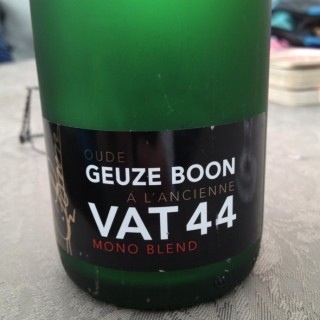 OUDE
GEUZE BOON
À L'ANCIENNE
VAT 44
MONO BLEND